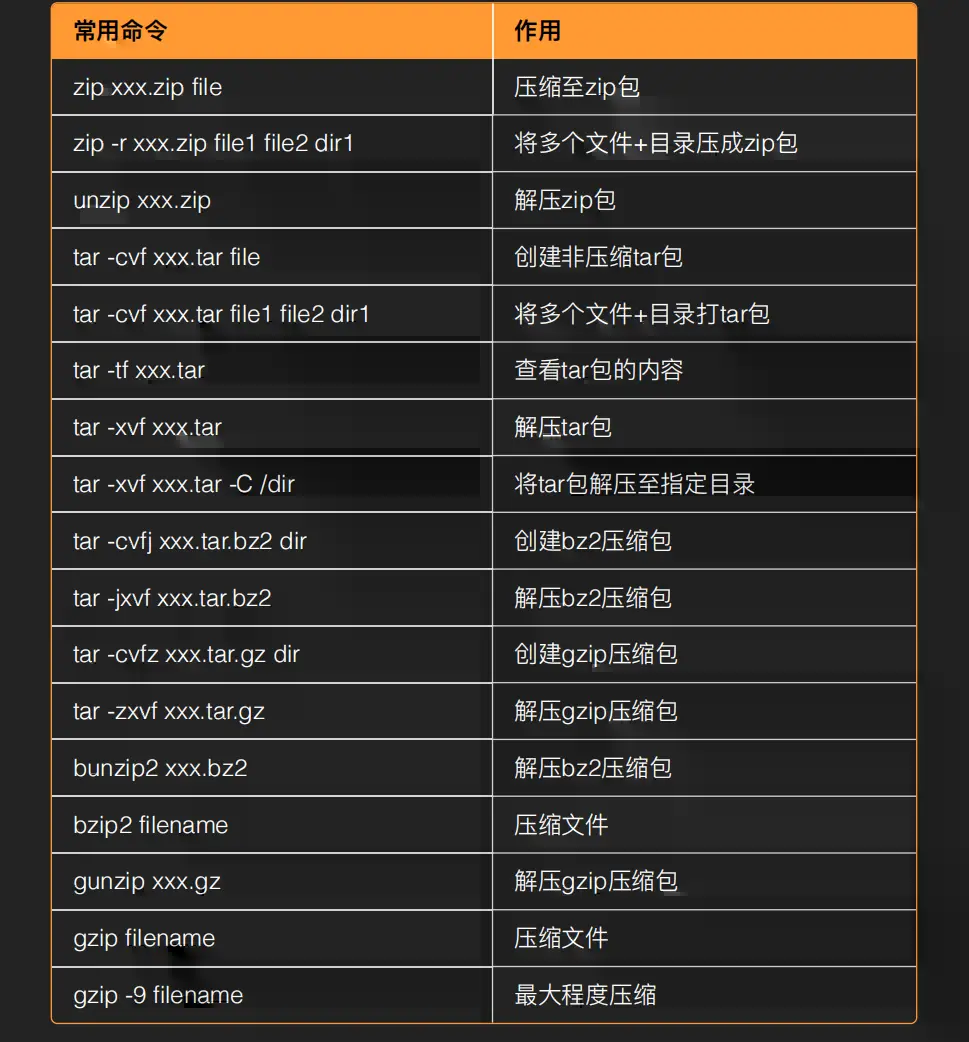 常用命令 作用
zip xxx.zip file 压缩至zip包
zip -r xxx.zip file1 file2 dir1 将多个文件+目录压成zip包
unzip xxx.zip 解压zip包
tar -cvf xxx.tar file 创建非压缩tar包
tar -cvf xxx.tar file1 file2 dir1 将多个文件+目录打tar包
tar -tf xxx.tar 查看tar包的内容
tar -xvf xxx.tar 解压tar包
tar -xvf xxx.tar -C /dir 将tar包解压至指定目录
tar -cvfj xxx.tar.bz2 dir 创建bz2压缩包
tar -jxvf xxx.tar.bz2 解压bz2压缩包
tar -cvfz xxx.tar.gz dir 创建gzip压缩包
tar -zxvf xxx.tar.gz 解压gzip压缩包
bunzip2 xxx.bz2 解压bz2压缩包
bzip2 filename 压缩文件
gunzip xxx.gz 解压gzip压缩包
gzip filename 压缩文件
gzip -9 filename 最大程度压缩